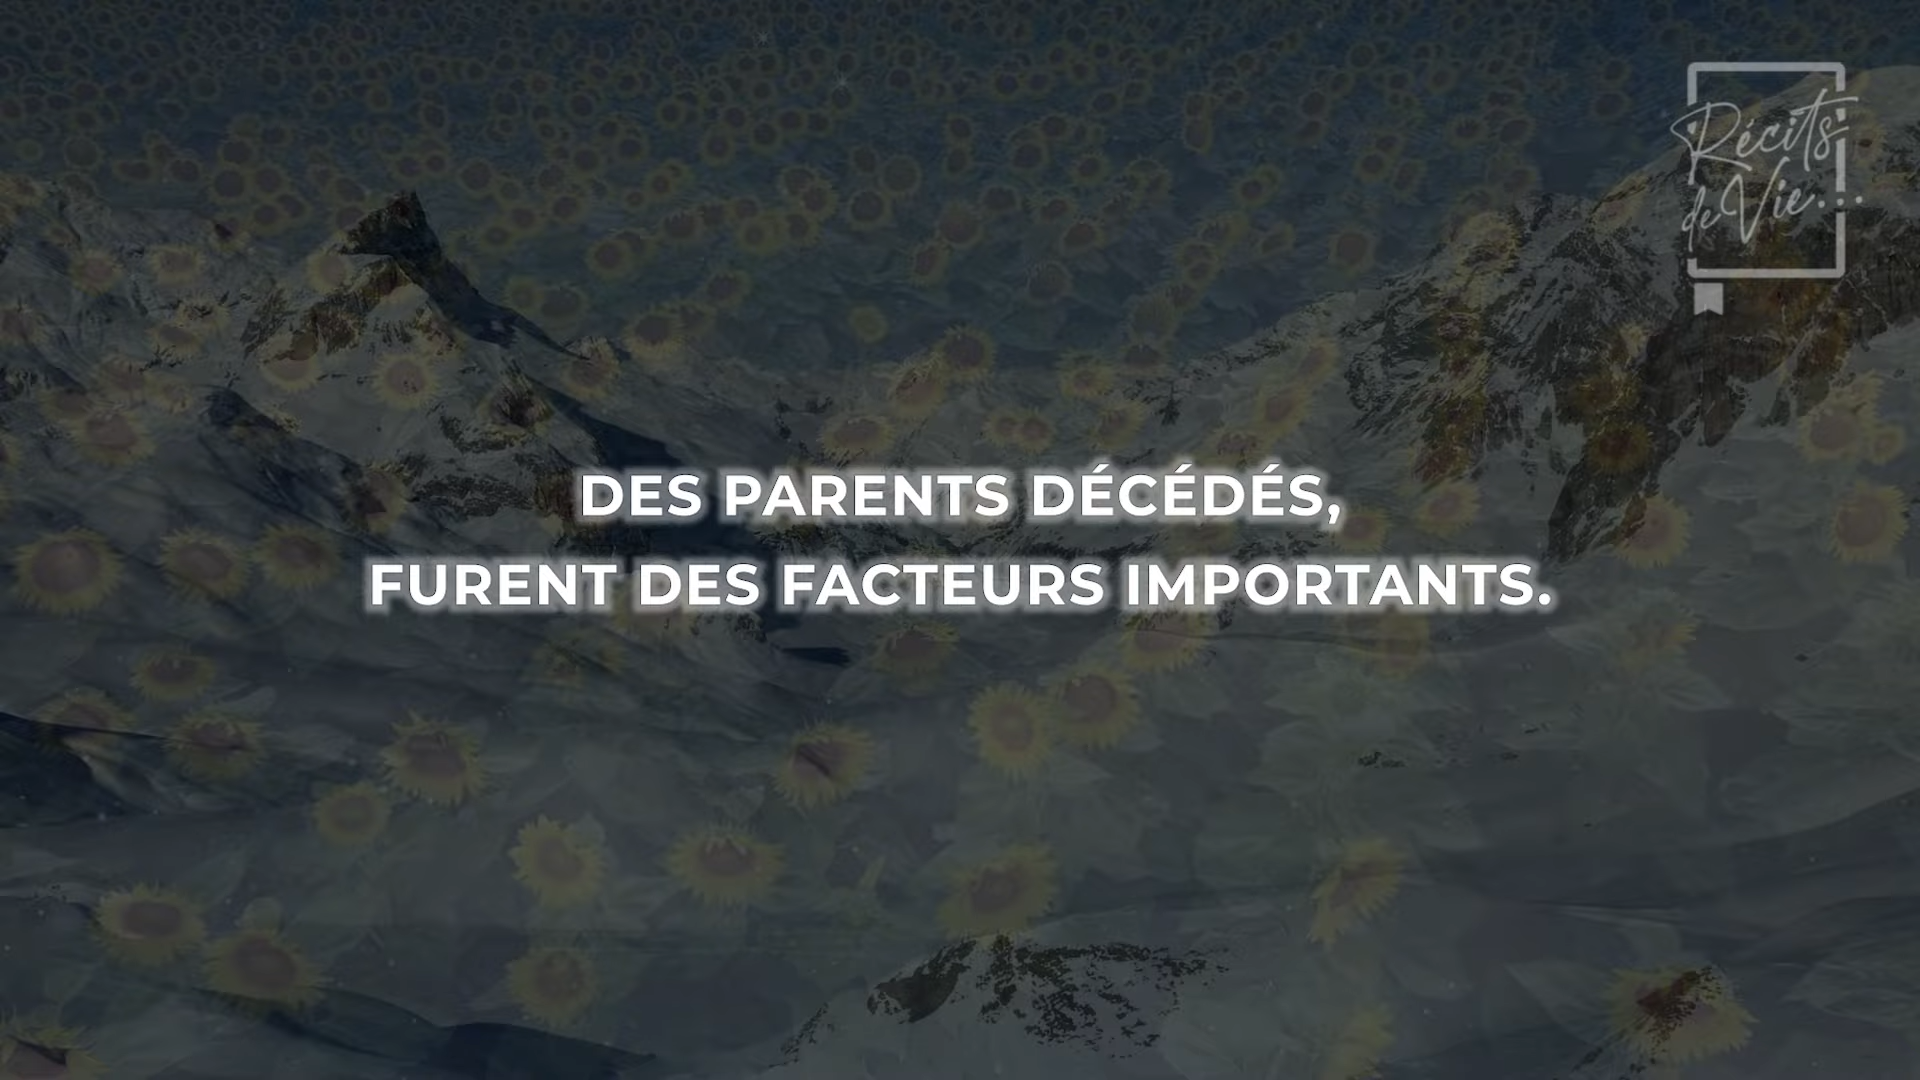 Récits
de Vie...
DES PARENTS DÉCÉDÉS,
FURENT DES FACTEURS IMPORTANTS.